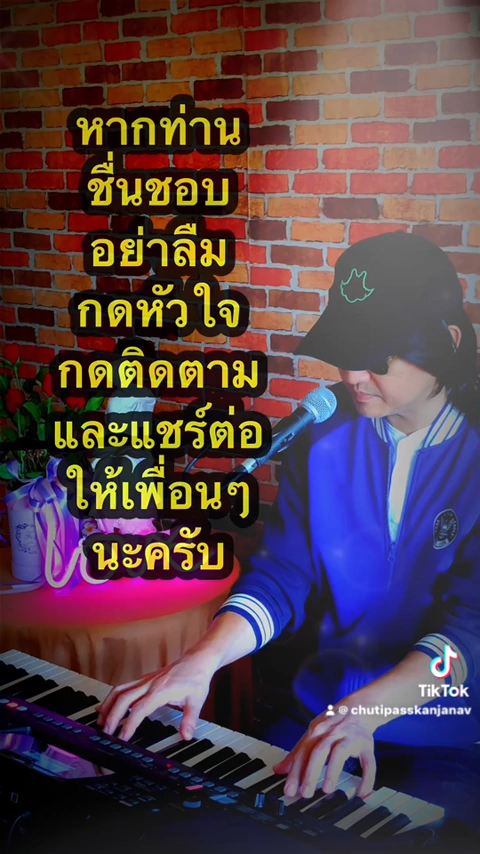 หากท่าน
ชื่นชอบ
อย่าลืม
กดหัวใจ
กดติดตาม
และแชร์ต่อ
ให้เพื่อนๆ
นะครับ
TikTok
@ chutipasskanjanav